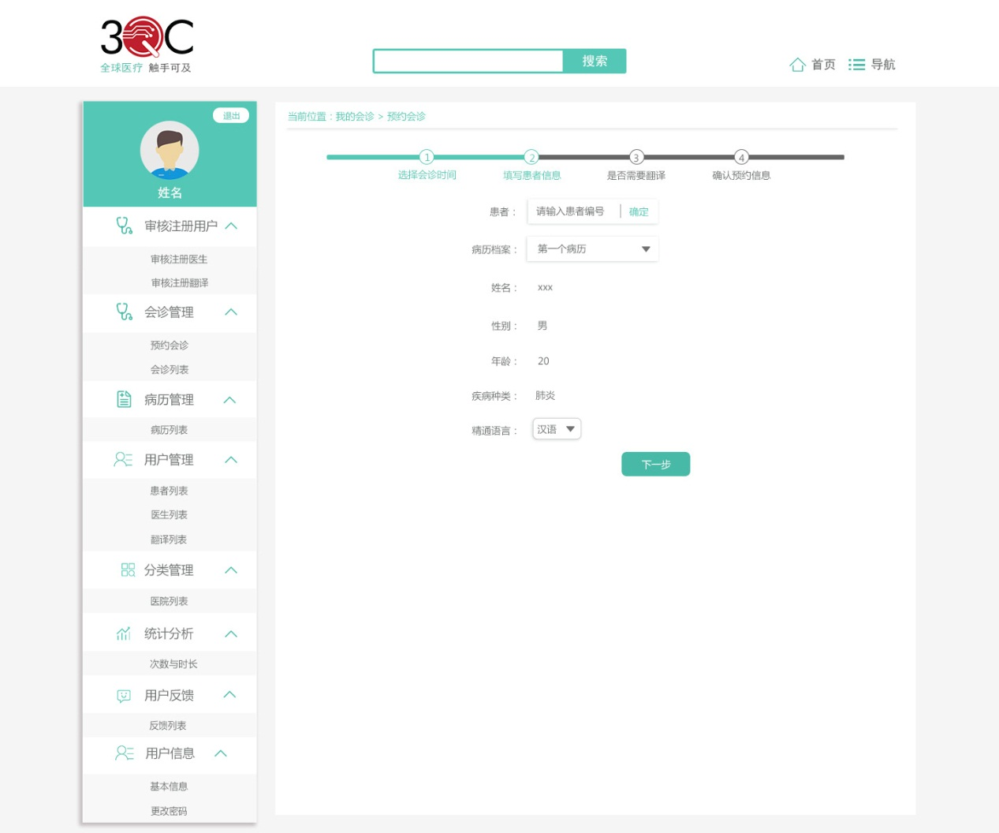 3QC
全球医疗 触手可及
搜索
首页
导航
退出
姓名
审核注册用户
审核注册医生
审核注册翻译
会诊管理
预约会诊
会诊列表
病历管理
病历列表
用户管理
患者列表
医生列表
翻译列表
分类管理
医院列表
统计分析
次数与时长
用户反馈
反馈列表
用户信息
基本信息
更改密码
当前位置：我的会诊 > 预约会诊
1 2 3 4
选择会诊时间 填写患者信息 是否需要翻译 确认预约信息
患者： 请输入患者编号 确定
病历档案： 第一个病历
姓名： xxx
性别： 男
年龄： 20
疾病种类： 肺炎
精通语言： 汉语
下一步